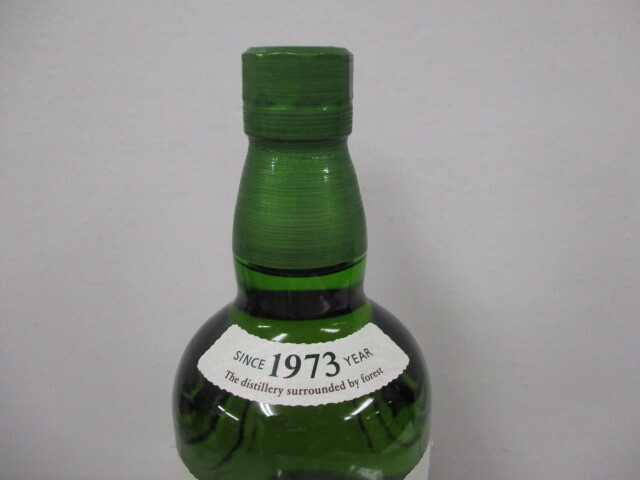 SINCE 1973 YEAR
The distillery surrounded by forest